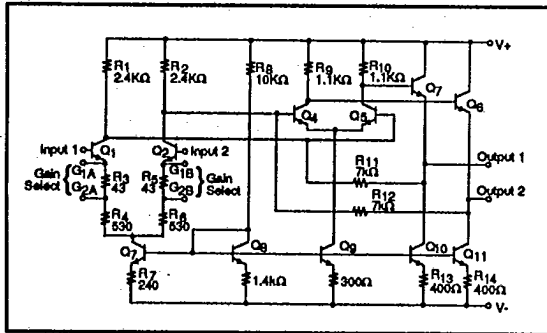 V+
R1
2.4KΩ
R2
2.4KΩ
R8
10KΩ
R9
1.1KΩ
R10
1.1KΩ
Q7
Q6
Q4
Q5
Input 1
Q1
Q2
Input 2
G1A
G1B
Gain
Select
R3
43
R5
43
Gain
Select
G2A
G2B
R11
7kΩ
Output 1
R12
7kΩ
Output 2
R4
530
R6
530
Q7
Q8
Q9
Q10
Q11
R7
240
1.4kΩ
300Ω
R13
400Ω
R14
400Ω
V-